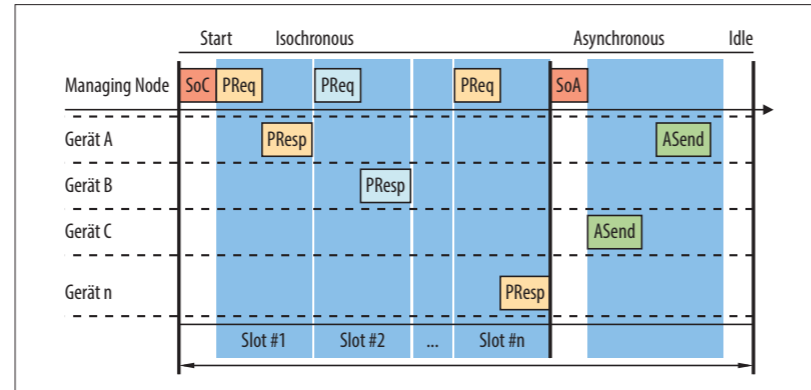 Start Isochronous Asynchronous Idle
Managing Node SoC PReq PReq PReq SoA
Gerät A PResp ASend
Gerät B PResp
Gerät C ASend
Gerät n PResp
Slot #1 Slot #2 ... Slot #n